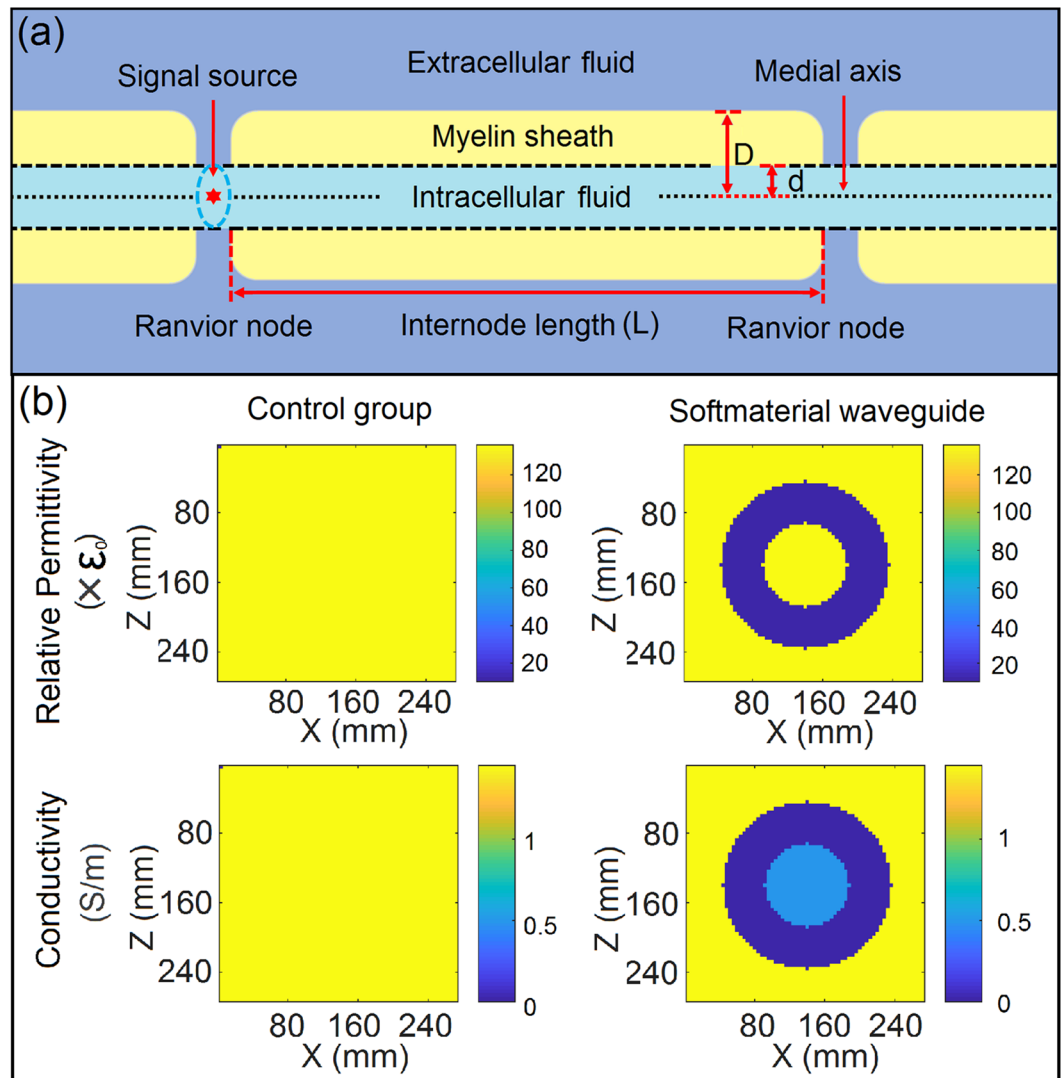 (a)
Extracellular fluid
Signal source
Medial axis
Myelin sheath
D
d
Intracellular fluid
Ranvior node
Internode length (L)
Ranvior node
(b)
Control group
Softmaterial waveguide
Relative Permittivity
(× ε₀)
Z (mm)
80
160
240
80 160 240
X (mm)
120
100
80
60
40
20
Z (mm)
80
160
240
80 160 240
X (mm)
120
100
80
60
40
20
Conductivity
(S/m)
Z (mm)
80
160
240
80 160 240
X (mm)
1
0.5
0
Z (mm)
80
160
240
80 160 240
X (mm)
1
0.5
0